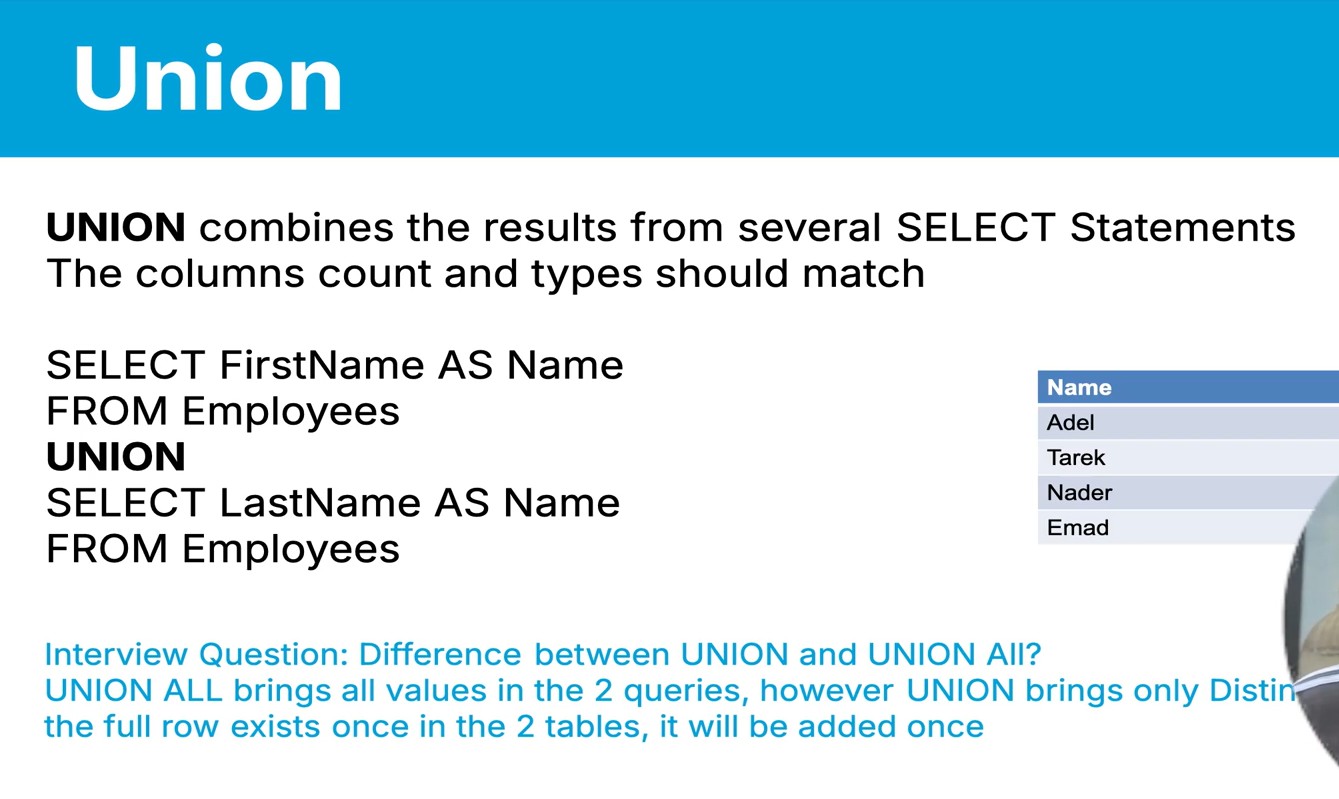 Union
UNION combines the results from several SELECT Statements
The columns count and types should match
SELECT FirstName AS Name
FROM Employees
UNION
SELECT LastName AS Name
FROM Employees
Name
Adel
Tarek
Nader
Emad
Interview Question: Difference between UNION and UNION All?
UNION ALL brings all values in the 2 queries, however UNION brings only
the full row exists once in the 2 tables, it will be added once